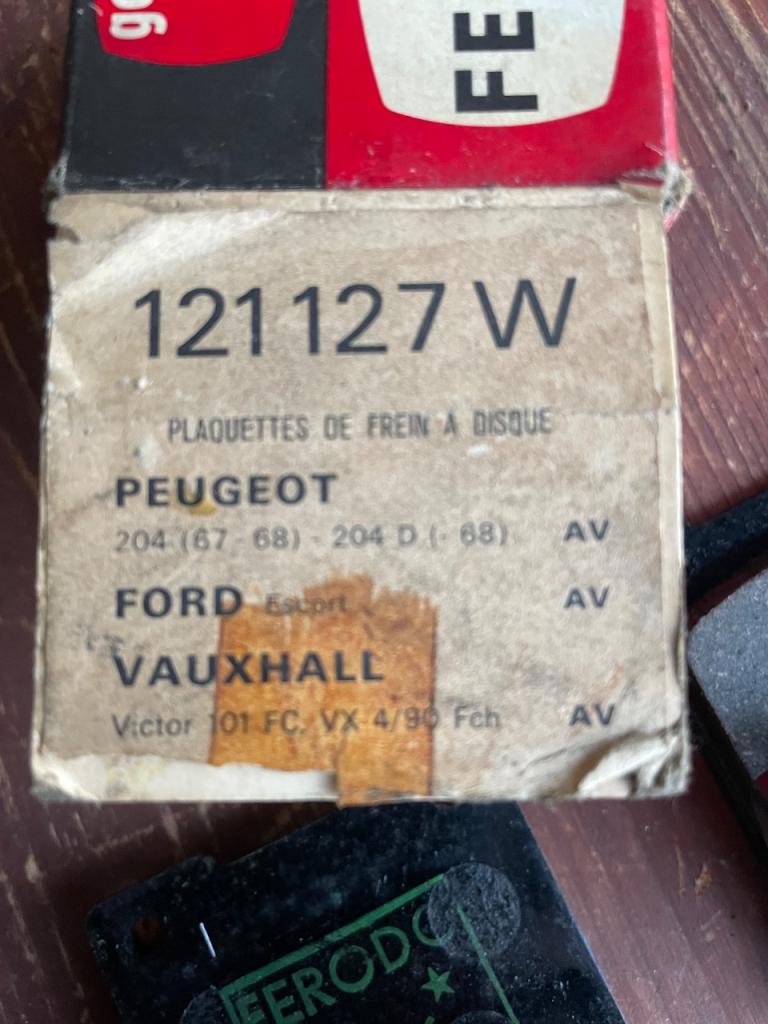 go
FE
121127 W
PLAQUETTES DE FREIN A DISQUE
PEUGEOT
204 (67 - 68) - 204 D (- 68) AV
FORD Escort AV
VAUXHALL
Victor 101 FC. VX 4/90 Fch AV
FERODO